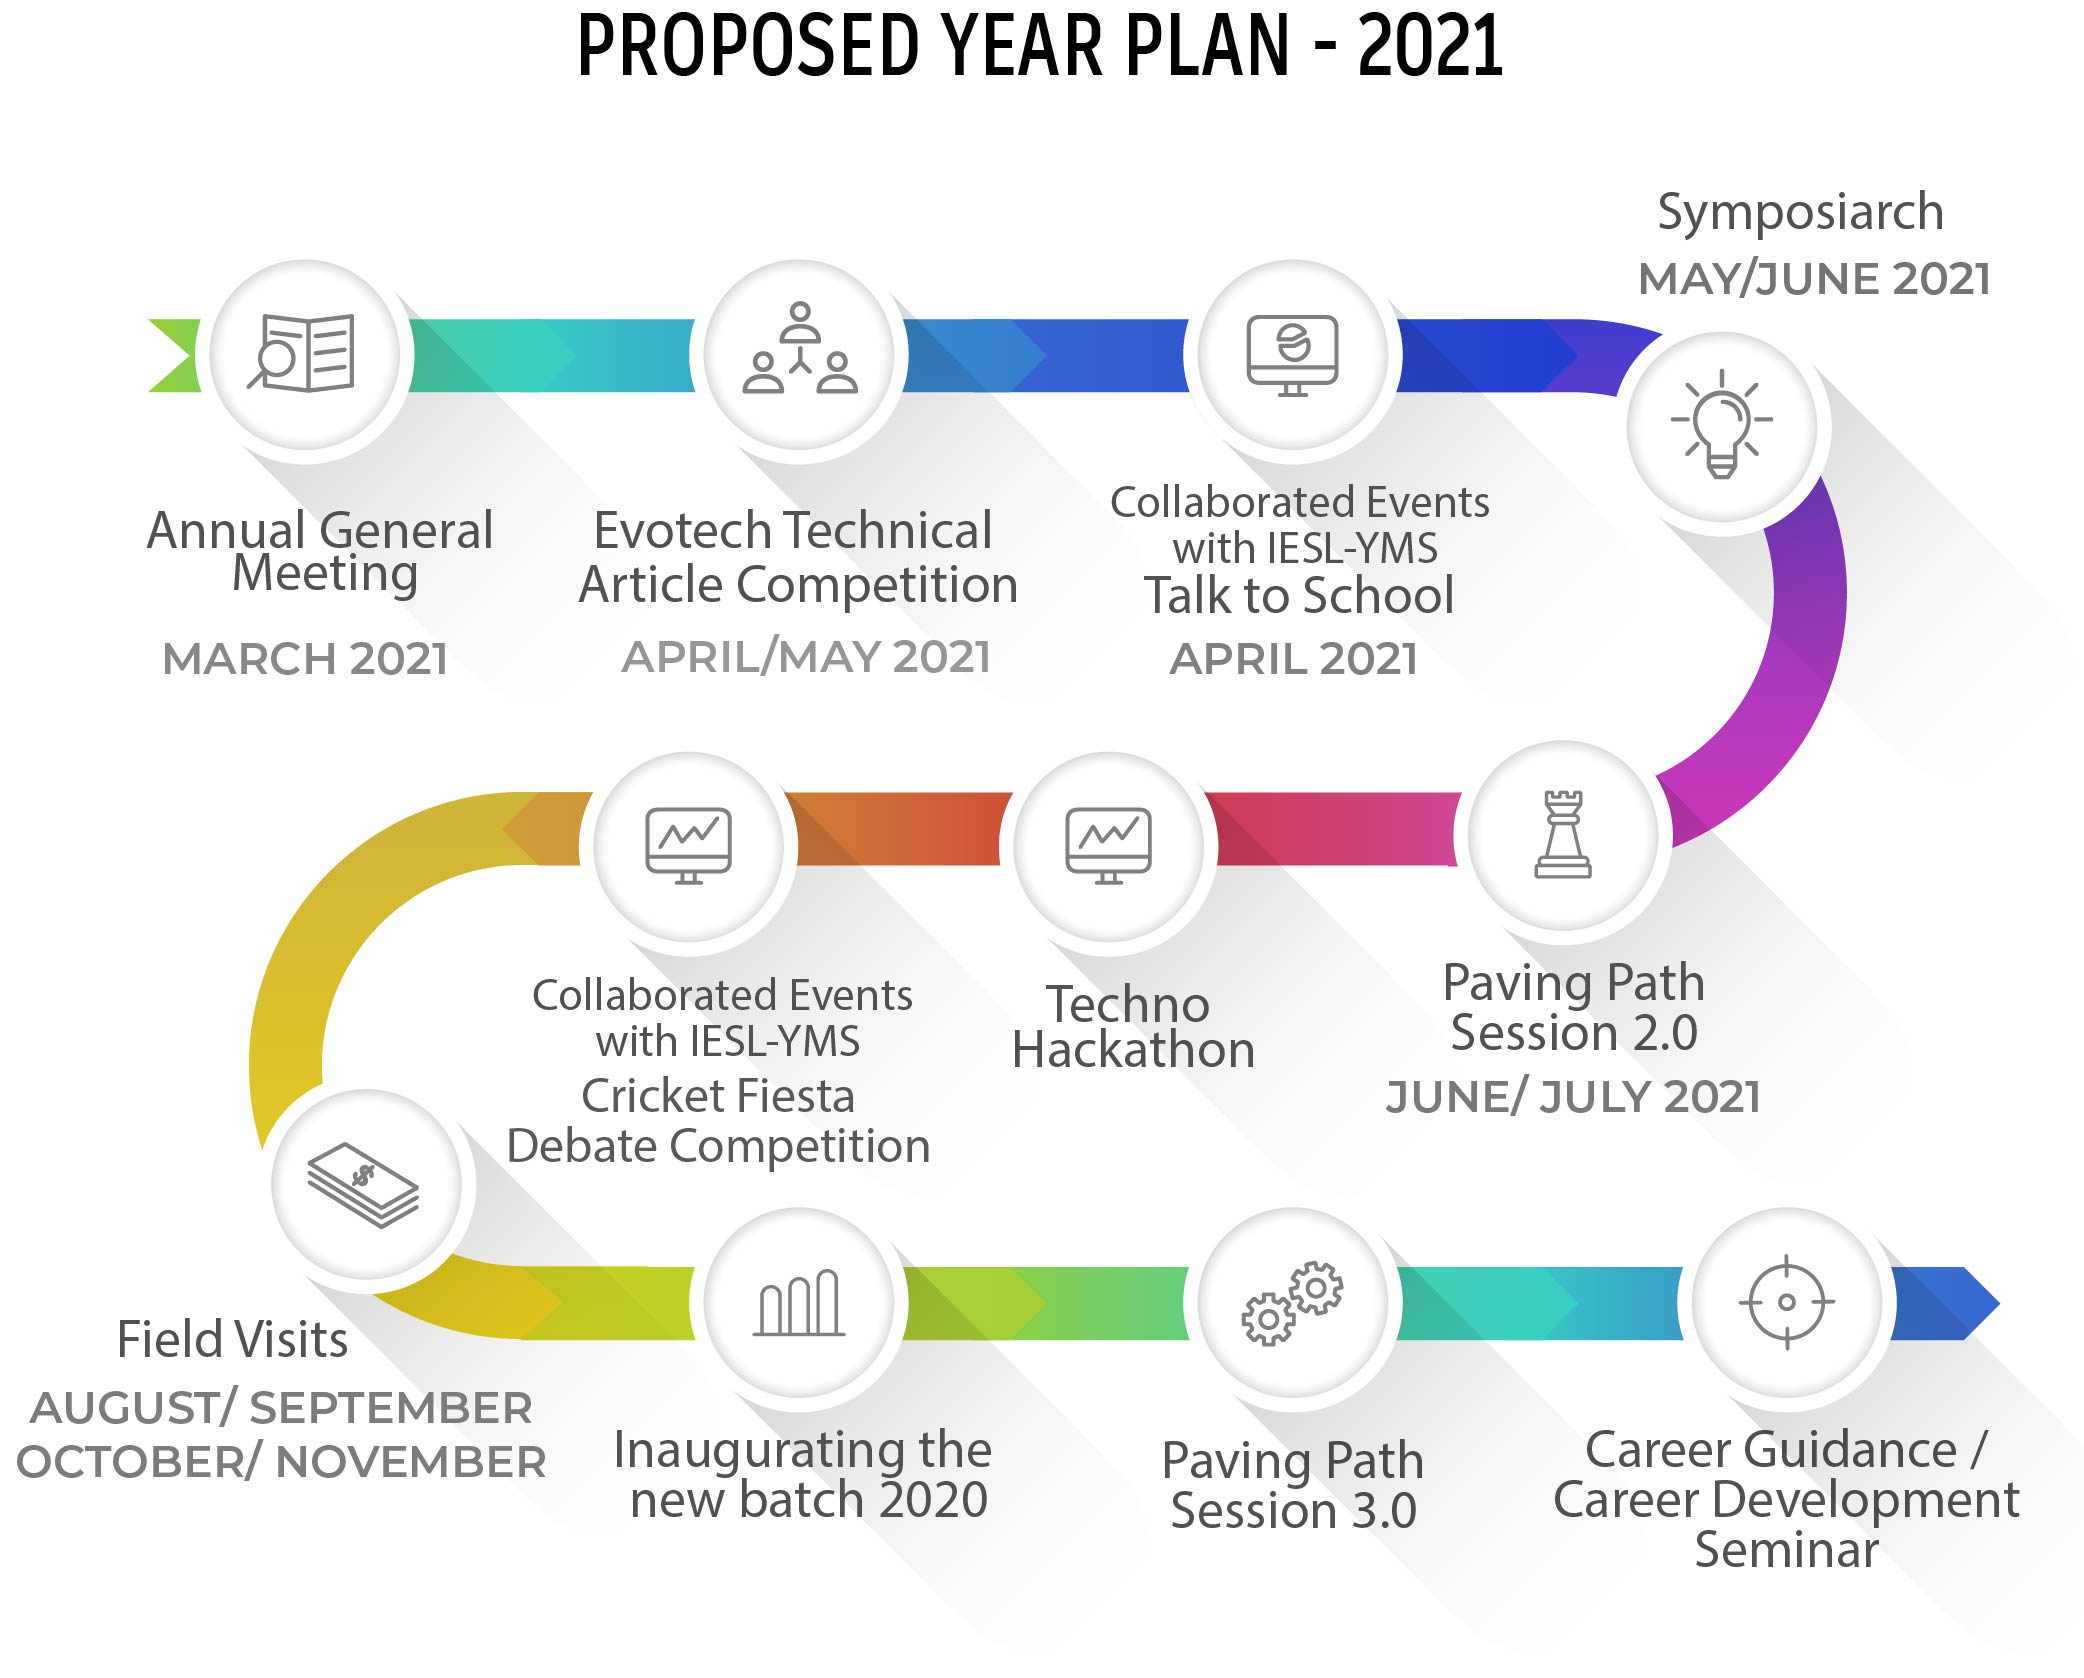 PROPOSED YEAR PLAN - 2021
Annual General
Meeting
MARCH 2021
Evotech Technical
Article Competition
APRIL/MAY 2021
Collaborated Events
with IESL-YMS
Talk to School
APRIL 2021
Symposiarch
MAY/JUNE 2021
Paving Path
Session 2.0
JUNE/ JULY 2021
Techno
Hackathon
Collaborated Events
with IESL-YMS
Cricket Fiesta
Debate Competition
Field Visits
AUGUST/ SEPTEMBER
OCTOBER/ NOVEMBER
Inaugurating the
new batch 2020
Paving Path
Session 3.0
Career Guidance /
Career Development
Seminar